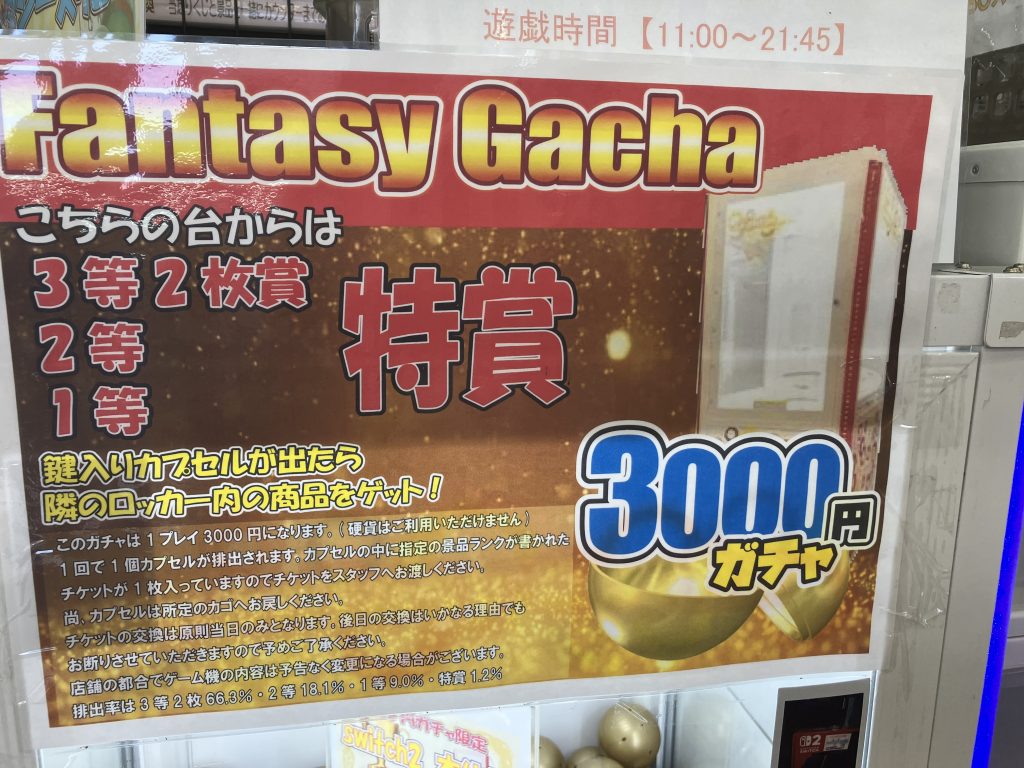 遊戯時間【11:00～21:45】
Fantasy Gacha
こちらの台からは
3等2枚賞
2等
1等
特賞
鍵入りカプセルが出たら
隣のロッカー内の商品をゲット！
3000円
ガチャ
このガチャは1プレイ3000円になります。(硬貨はご利用いただけません)
1回で1個カプセルが排出されます。カプセルの中に指定の景品ランクが書かれた
チケットが1枚入っていますのでチケットをスタッフへお渡しください。
尚、カプセルは所定のカゴへお戻しください。
チケットの交換は原則当日のみとなります。後日の交換はいかなる理由でも
お断りさせていただきますので予めご了承ください。
店舗の都合でゲーム機の内容は予告なく変更になる場合がございます。
排出率は3等2枚66.3%・2等18.1%・1等9.0%・特賞1.2%
ガチャ限定
switch2
2